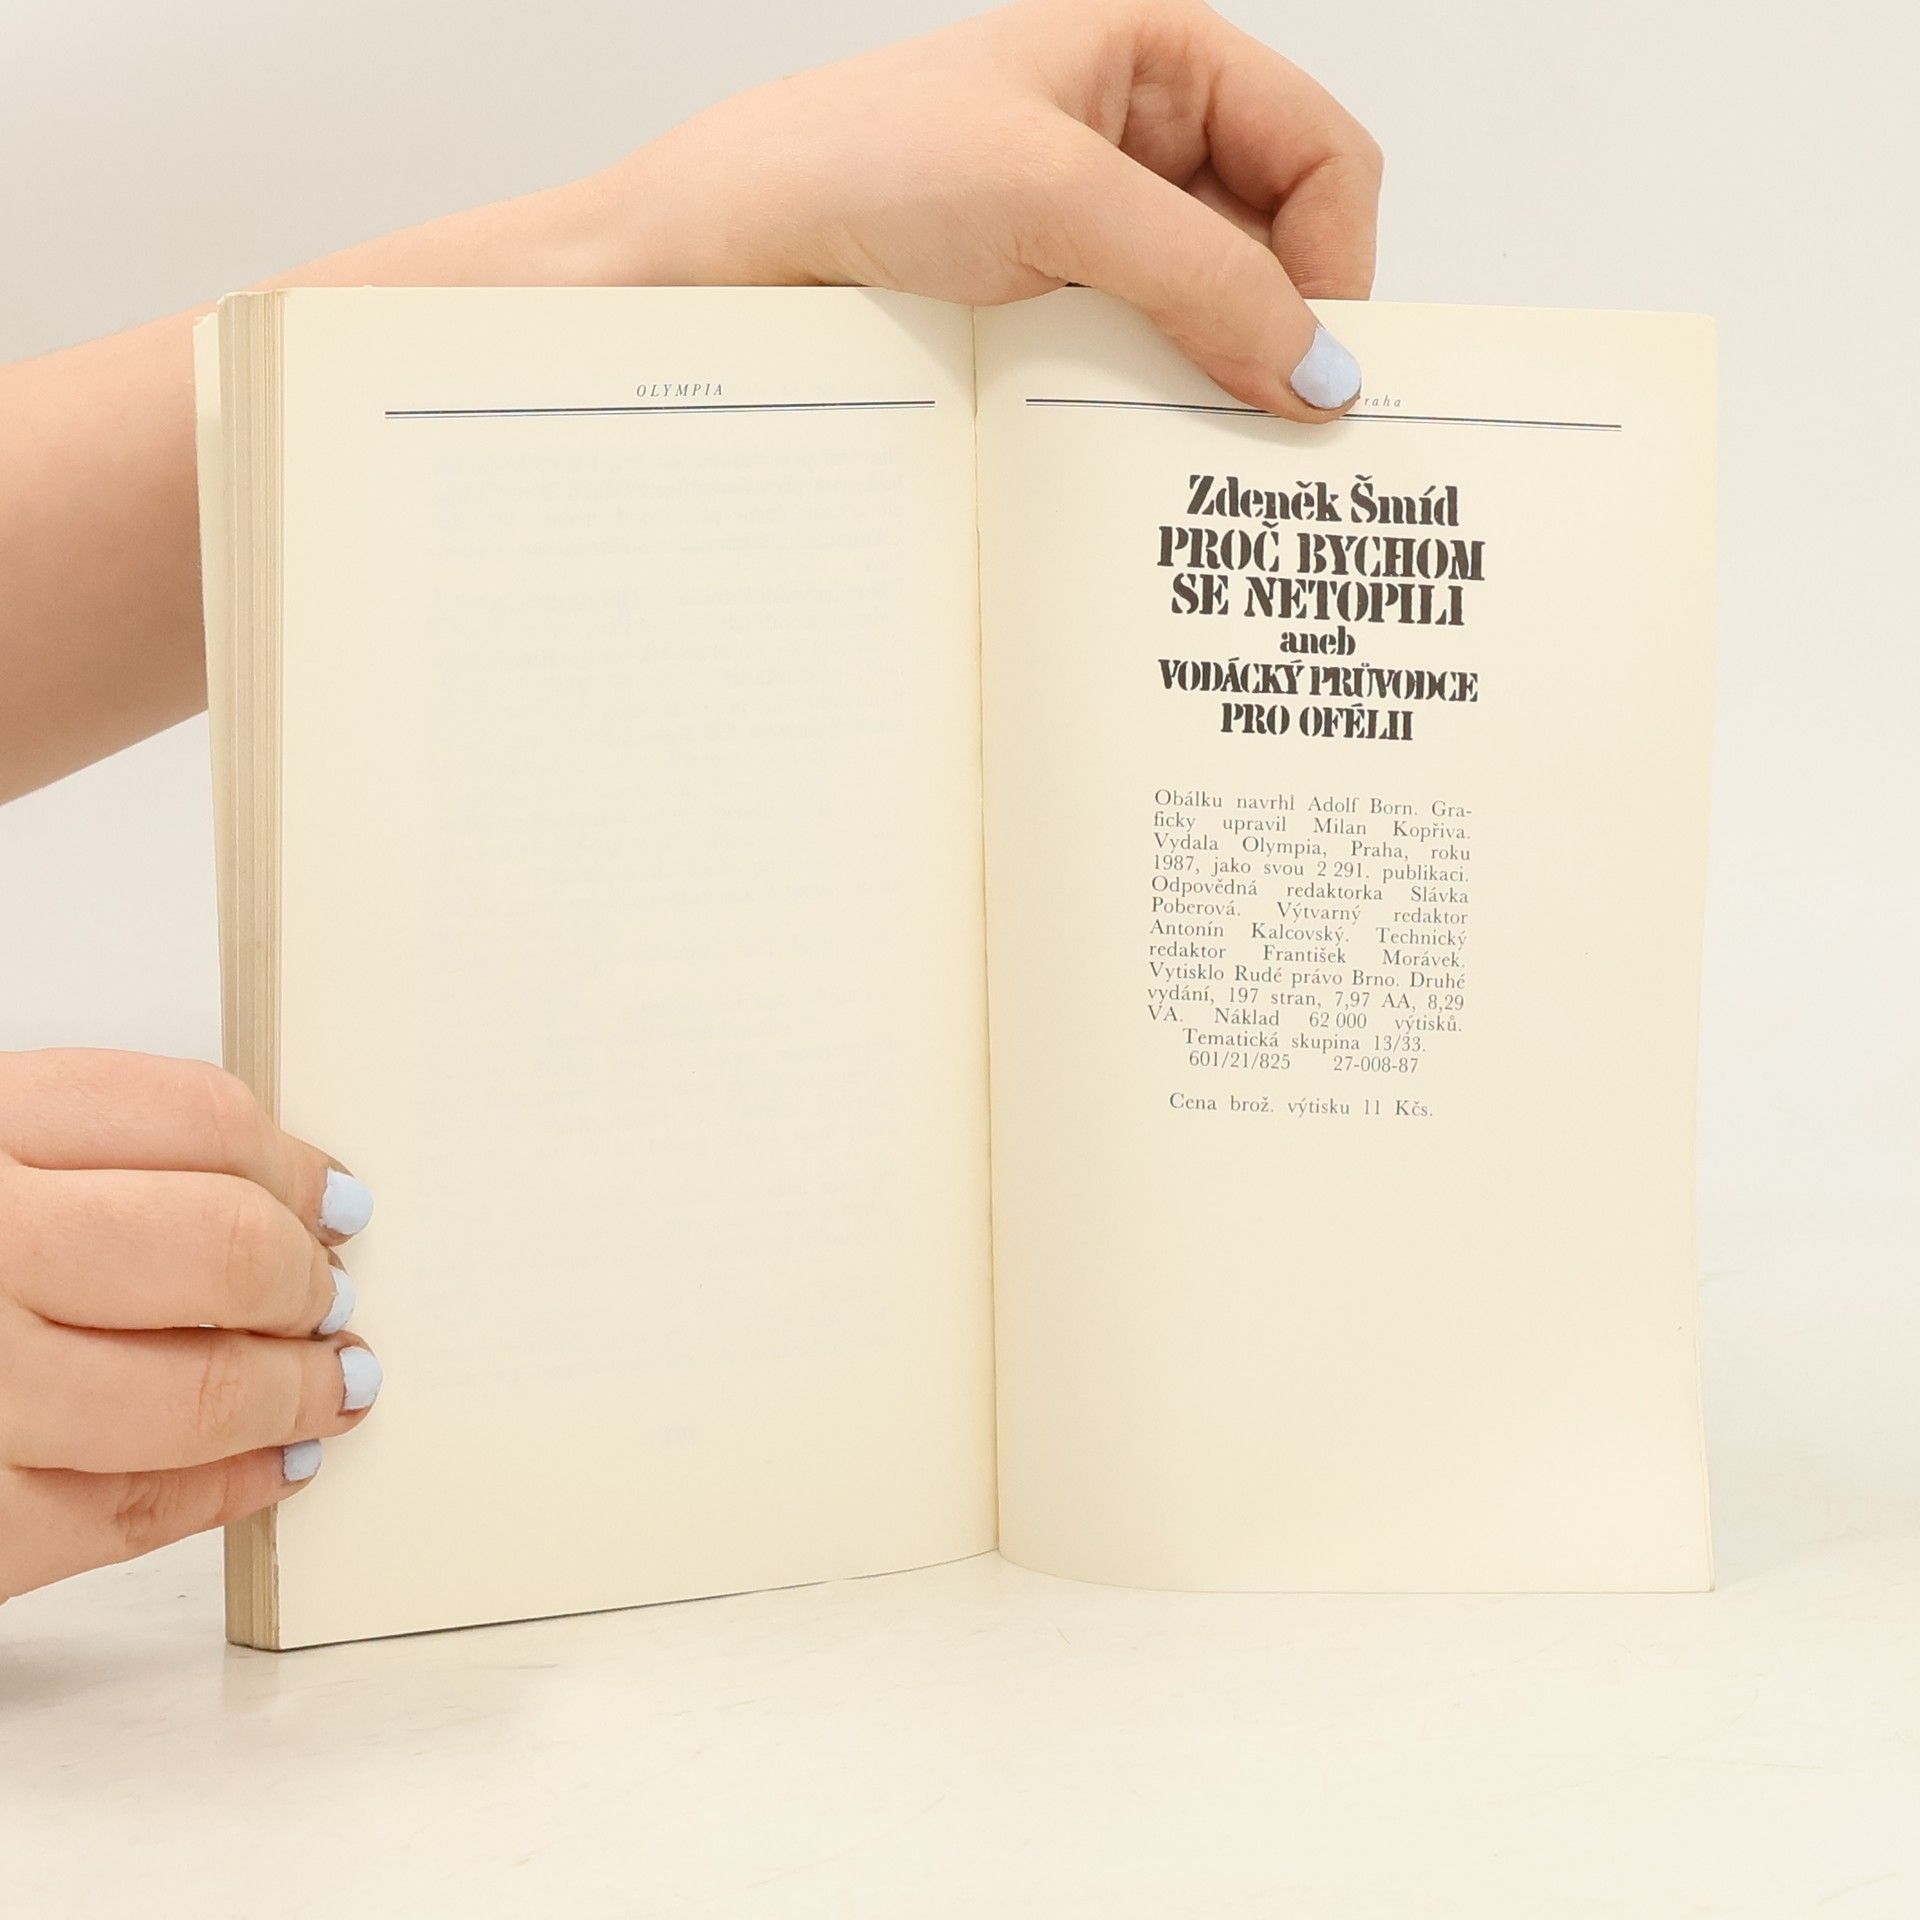 OLYMPIA
Praha
Zdeněk Šmíd
PROČ BYCHOM
SE NETOPILI
aneb
VODÁCKÝ PRŮVODCE
PRO OFÉLII
Obálku navrhl Adolf Born. Gra-
ficky upravil Milan Kopřiva.
Vydala Olympia, Praha, roku
1987, jako svou 2 291. publikaci.
Odpovědná redaktorka Slávka
Poberová. Výtvarný redaktor
Antonín Kalcovský. Technický
redaktor František Morávek.
Vytisklo Rudé právo Brno. Druhé
vydání, 197 stran, 7,97 AA, 8,29
VA. Náklad 62 000 výtisků.
Tematická skupina 13/33.
601/21/825 27-008-87
Cena brož. výtisku 11 Kčs.